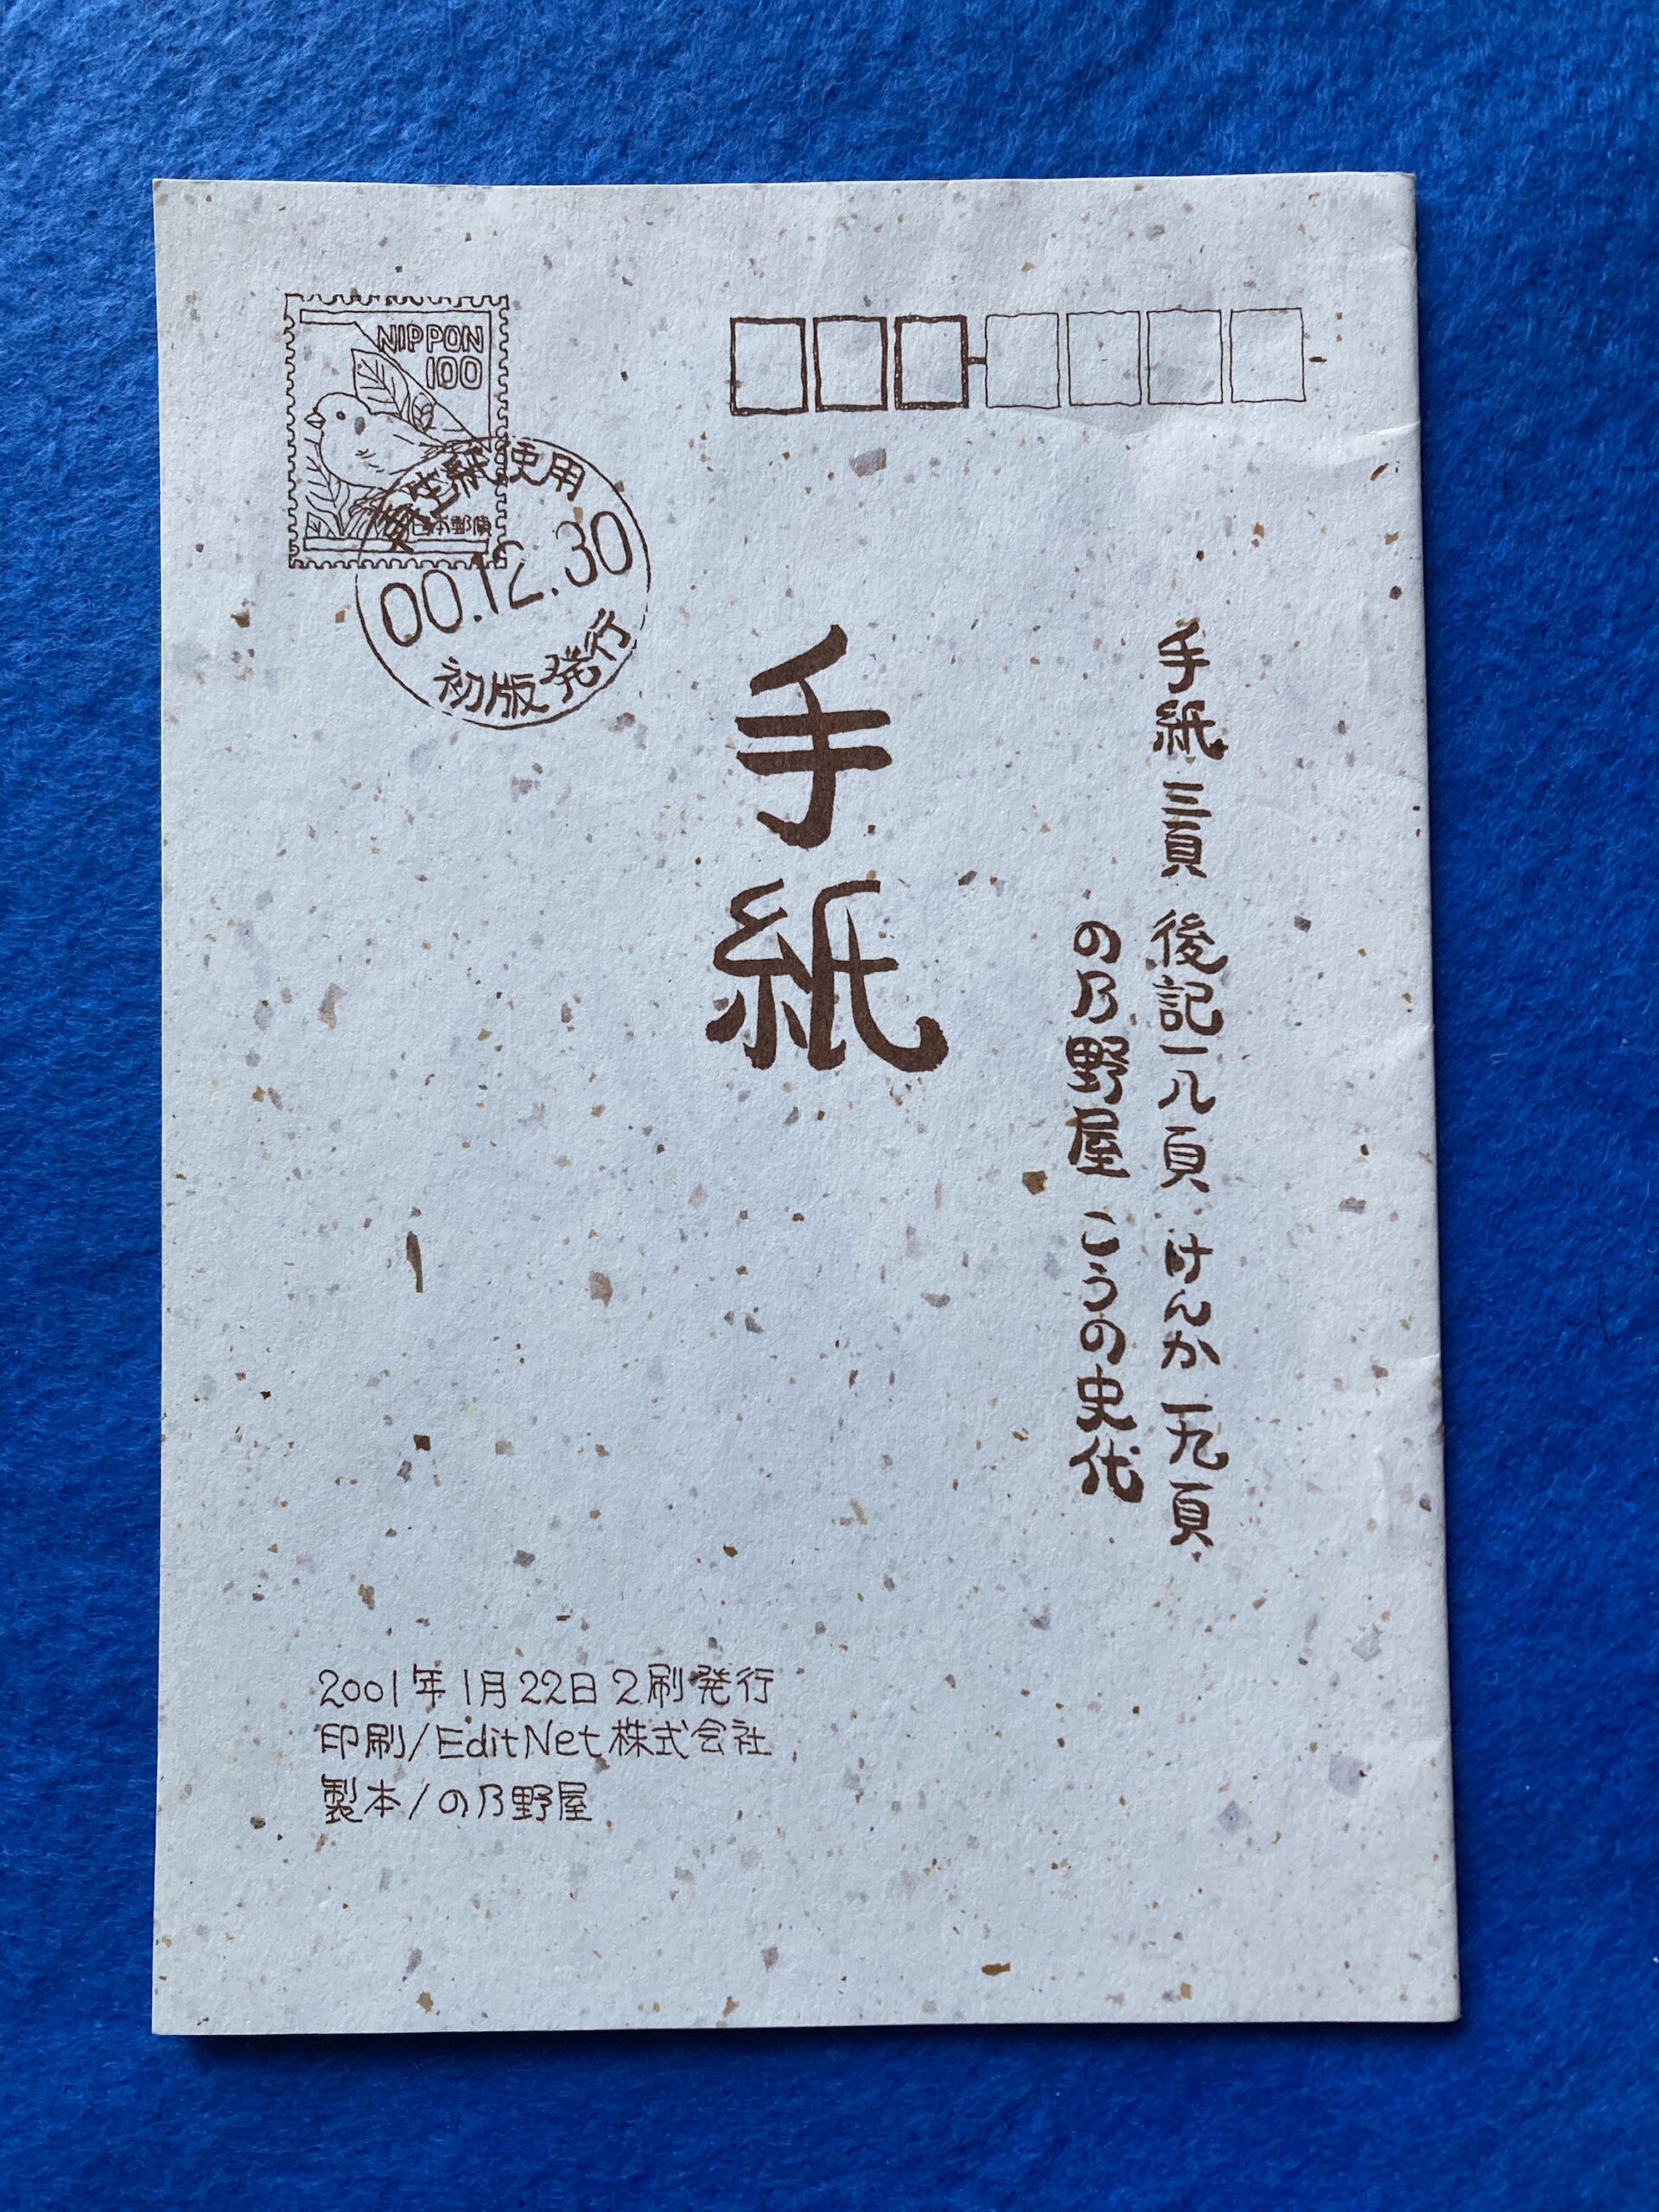 NIPPON
100
日本郵便
再生紙使用
00.12.30
初版発行
手紙 三頁 後記一八頁 けんか 一九頁
のの乃野屋 こうの史代
手紙
2001年1月22日2刷発行
印刷/EditNet株式会社
製本/の乃野屋